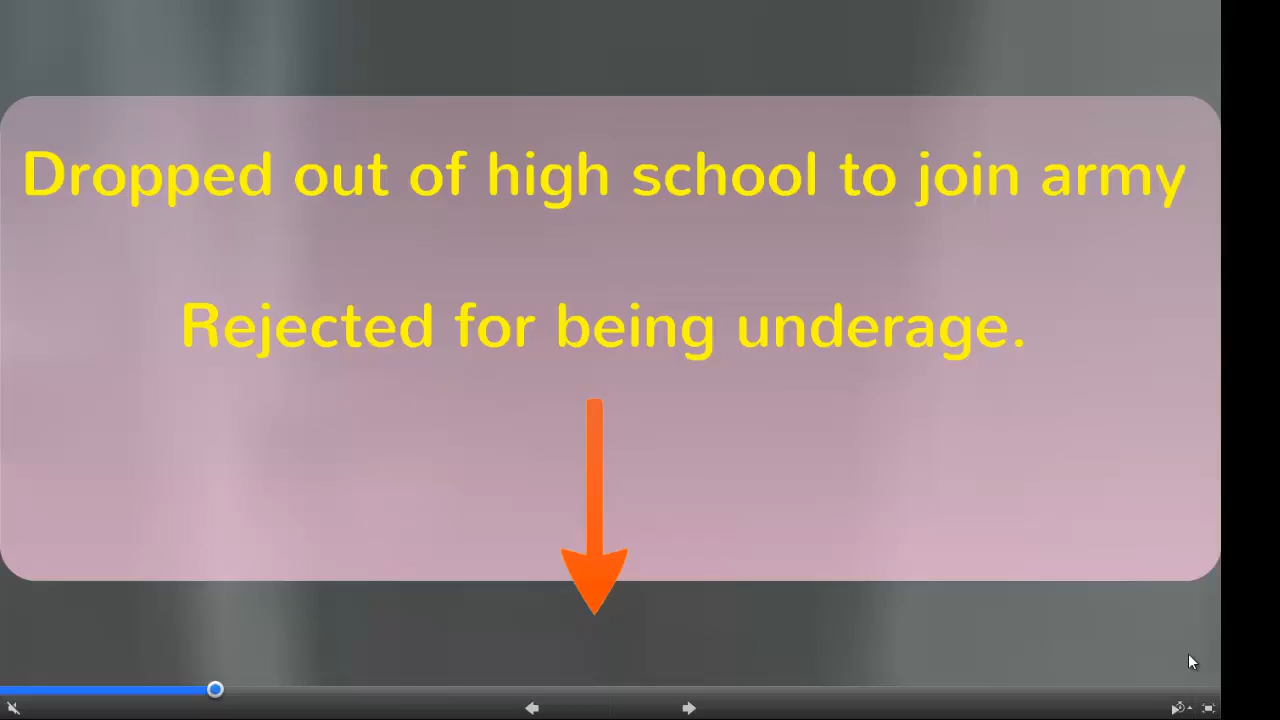 Dropped out of high school to join army
Rejected for being underage.